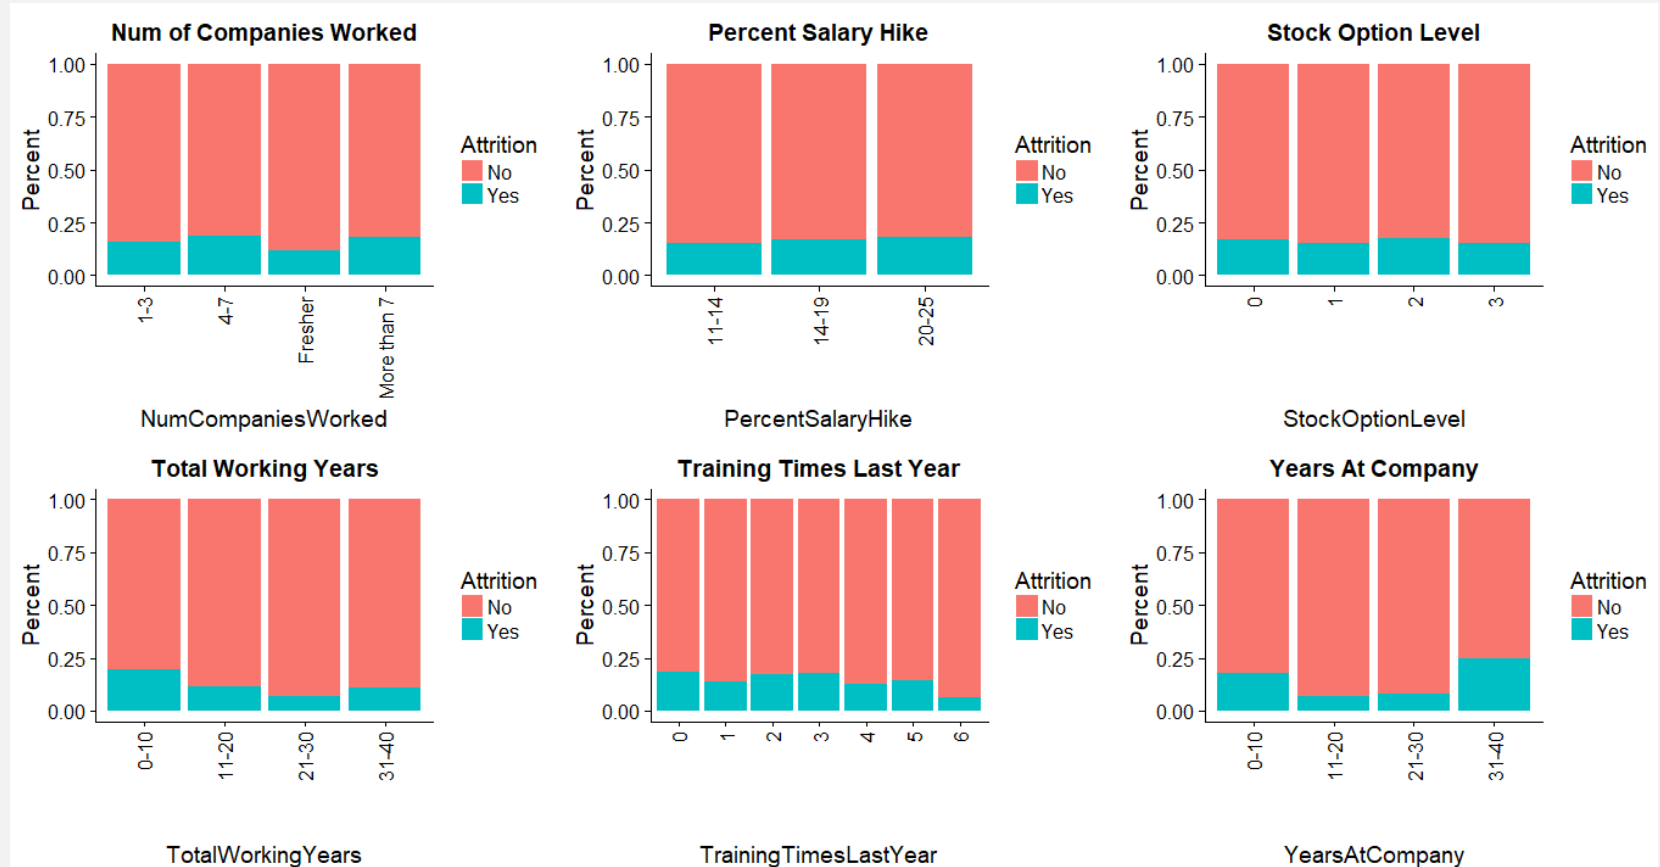 Num of Companies Worked
Percent
1.00
0.75
0.50
0.25
0.00
1-3
4-7
Fresher
More than 7
NumCompaniesWorked
Attrition
No
Yes
Percent Salary Hike
Percent
1.00
0.75
0.50
0.25
0.00
11-14
14-19
20-25
PercentSalaryHike
Attrition
No
Yes
Stock Option Level
Percent
1.00
0.75
0.50
0.25
0.00
0
1
2
3
StockOptionLevel
Attrition
No
Yes
Total Working Years
Percent
1.00
0.75
0.50
0.25
0.00
0-10
11-20
21-30
31-40
TotalWorkingYears
Attrition
No
Yes
Training Times Last Year
Percent
1.00
0.75
0.50
0.25
0.00
0
1
2
3
4
5
6
TrainingTimesLastYear
Attrition
No
Yes
Years At Company
Percent
1.00
0.75
0.50
0.25
0.00
0-10
11-20
21-30
31-40
YearsAtCompany
Attrition
No
Yes